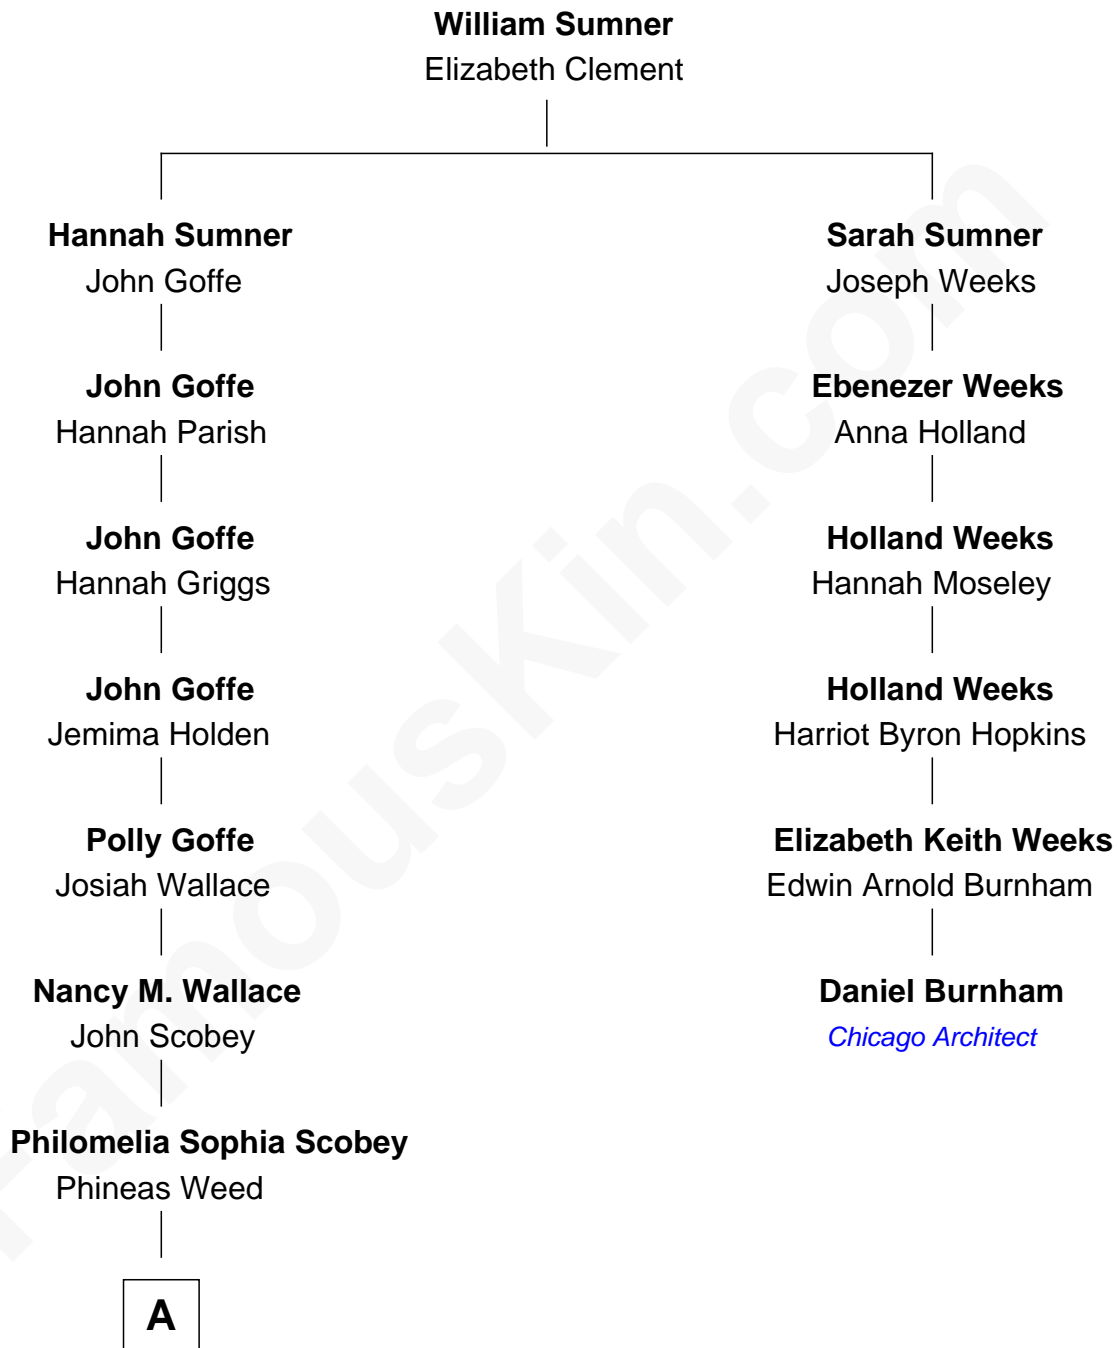 William Sumner
Elizabeth Clement
Hannah Sumner
John Goffe
John Goffe
Hannah Parish
John Goffe
Hannah Griggs
John Goffe
Jemima Holden
Polly Goffe
Josiah Wallace
Nancy M. Wallace
John Scobey
Philomelia Sophia Scobey
Phineas Weed
A
Sarah Sumner
Joseph Weeks
Ebenezer Weeks
Anna Holland
Holland Weeks
Hannah Moseley
Holland Weeks
Harriot Byron Hopkins
Elizabeth Keith Weeks
Edwin Arnold Burnham
Daniel Burnham
Chicago Architect
FamousKin.com